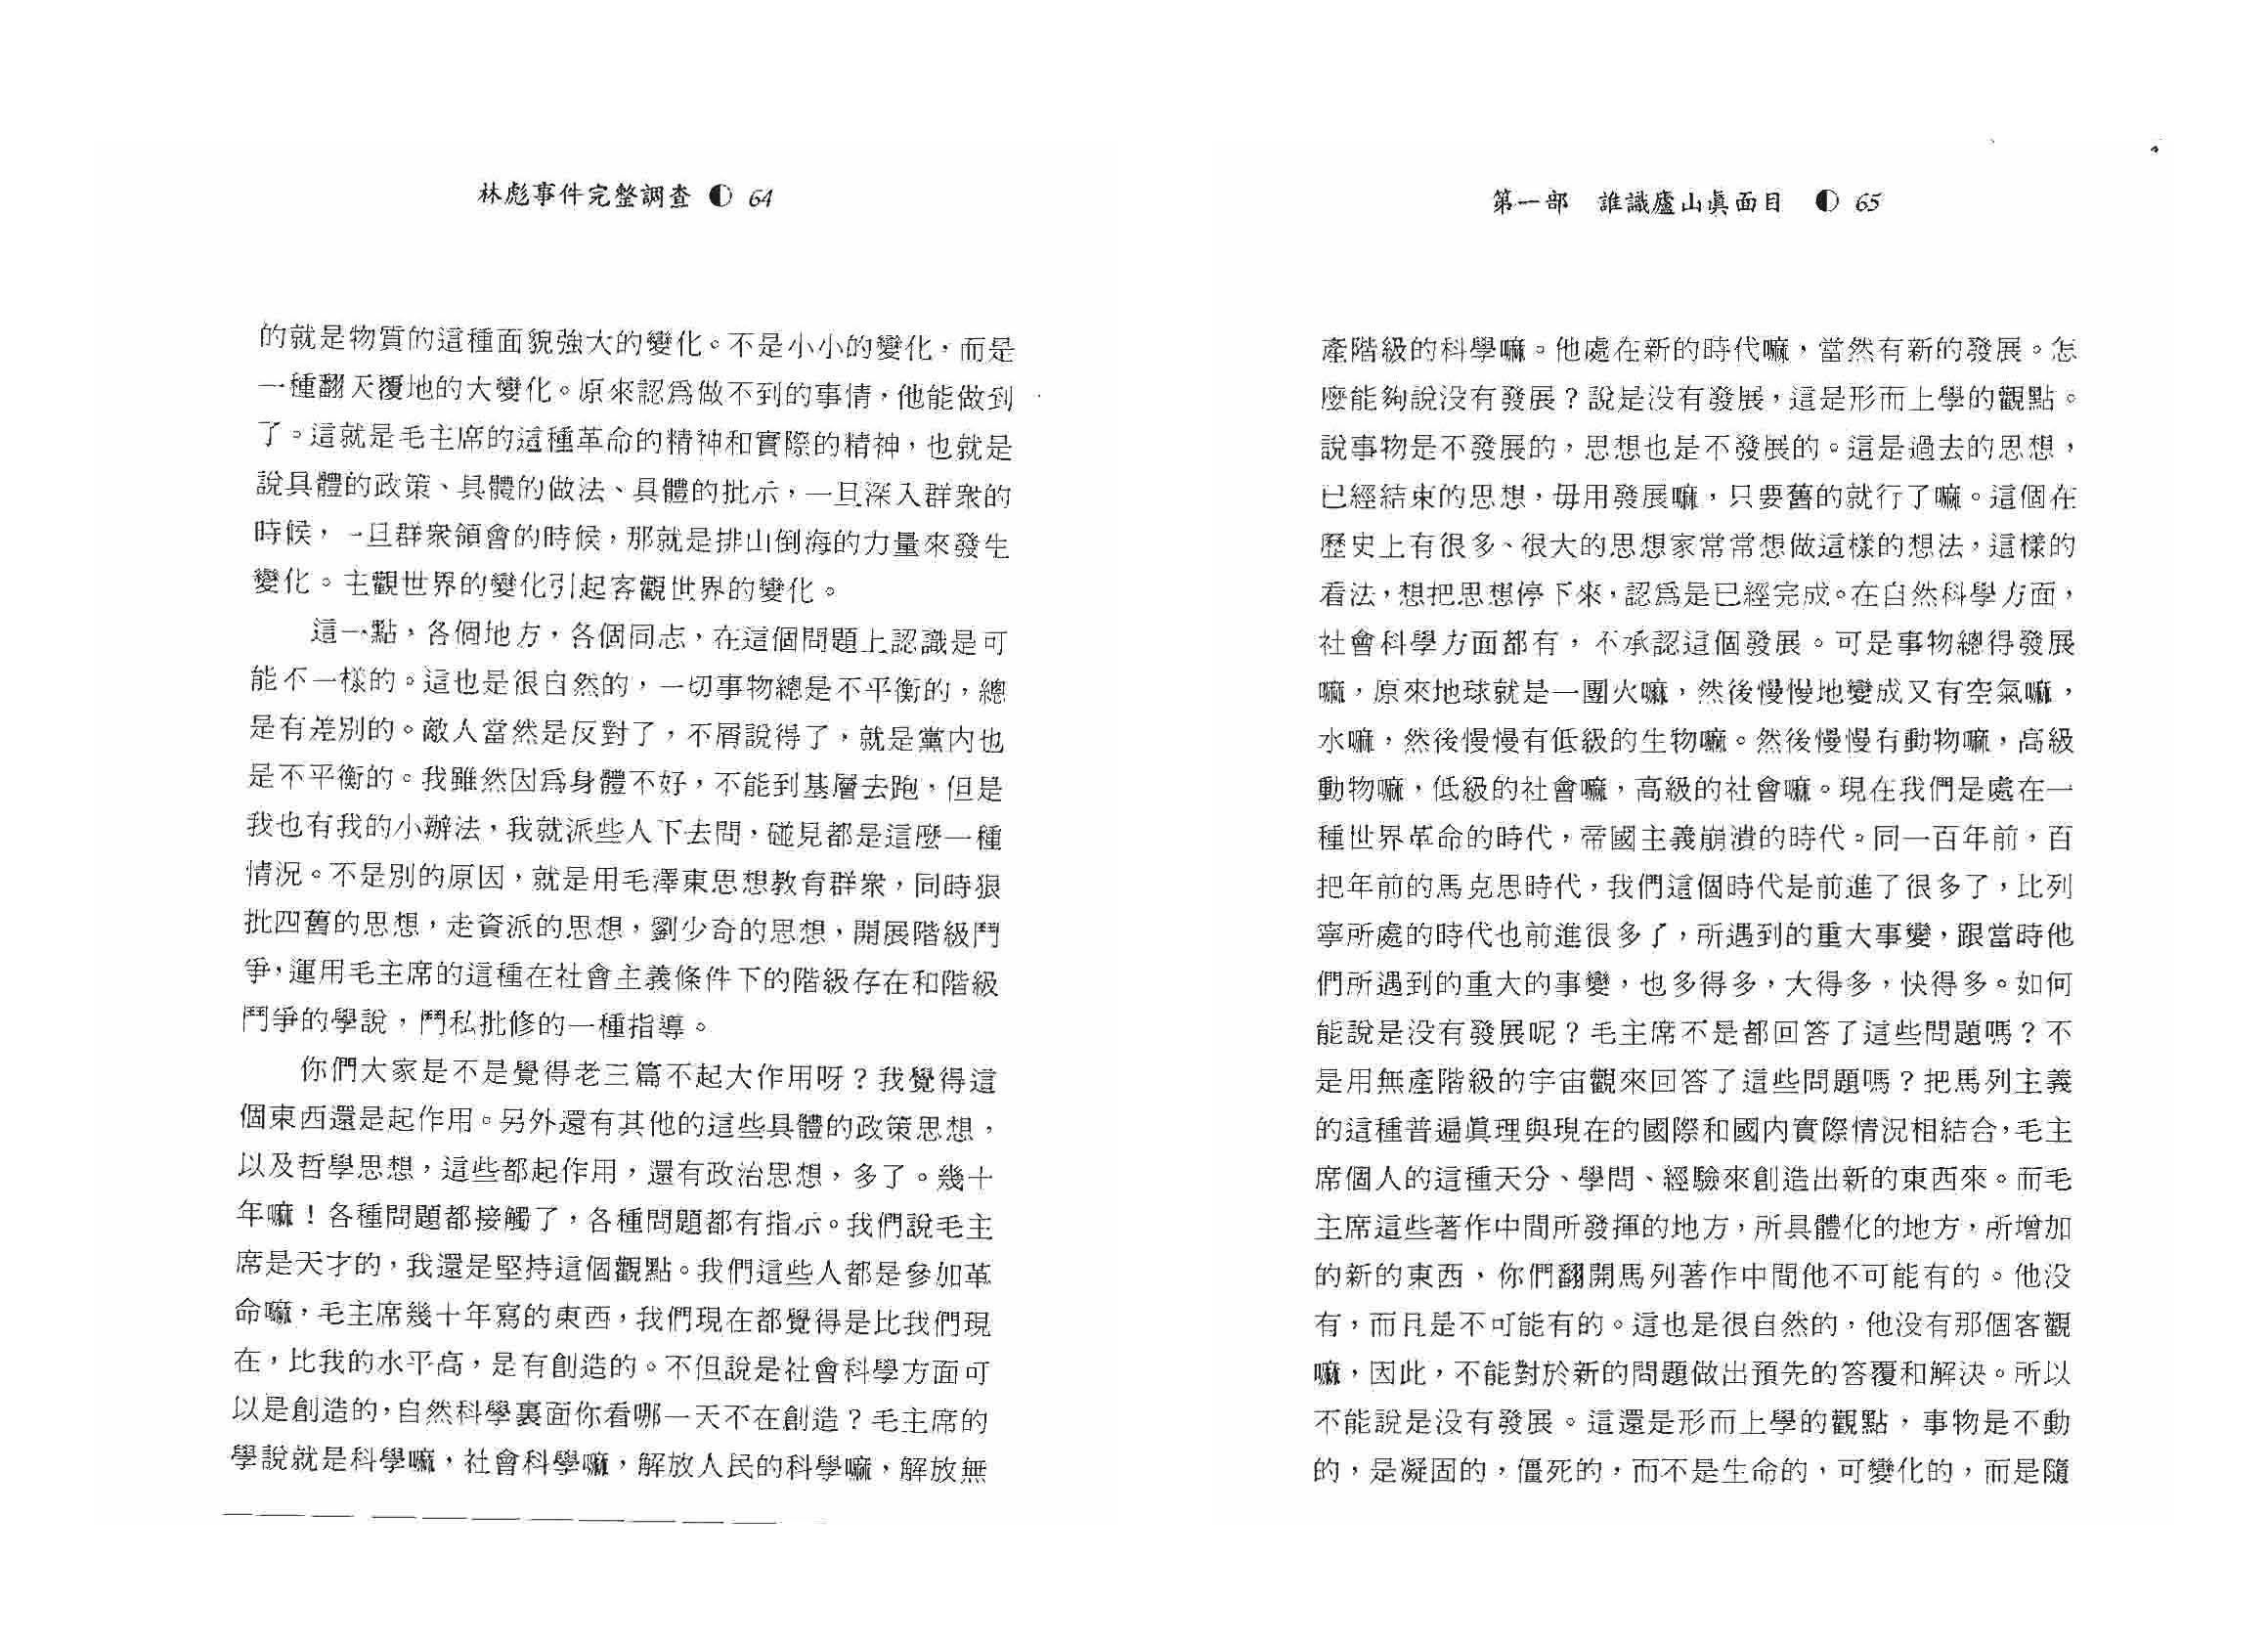 林彪事件完整調査 ◐ 64
的就是物質的這種面貌強大的變化。不是小小的變化，而是
一種翻天覆地的大變化。原來認爲做不到的事情，他能做到
了。這就是毛主席的這種革命的精神和實際的精神，也就是
說具體的政策、具體的做法、具體的批示，一旦深入群衆的
時候，一旦群衆領會的時候，那就是排山倒海的力量來發生
變化。主觀世界的變化引起客觀世界的變化。
這一點，各個地方，各個同志，在這個問題上認識是可
能不一樣的。這也是很自然的，一切事物總是不平衡的，總
是有差別的。敵人當然是反對了，不屑說得了，就是黨内也
是不平衡的。我雖然因爲身體不好，不能到基層去跑，但是
我也有我的小辦法，我就派些人下去問，碰見都是這麼一種
情況。不是別的原因，就是用毛澤東思想教育群衆，同時狠
批四舊的思想，走資派的思想，劉少奇的思想，開展階級鬥
爭，運用毛主席的這種在社會主義條件下的階級存在和階級
鬥爭的學說，鬥私批修的一種指導。
你們大家是不是覺得老三篇不起大作用呀？我覺得這
個東西還是起作用。另外還有其他的這些具體的政策思想，
以及哲學思想，這些都起作用，還有政治思想，多了。幾十
年嘛！各種問題都接觸了，各種問題都有指示。我們說毛主
席是天才的，我還是堅持這個觀點。我們這些人都是參加革
命嘛，毛主席幾十年寫的東西，我們現在都覺得是比我們現
在，比我的水平高，是有創造的。不但說是社會科學方面可
以是創造的，自然科學裏面你看哪一天不在創造？毛主席的
學說就是科學嘛，社會科學嘛，解放人民的科學嘛，解放無
第一部 誰識廬山眞面目 ◐ 65
產階級的科學嘛。他處在新的時代嘛，當然有新的發展。怎
麼能夠說没有發展？說是没有發展，這是形而上學的觀點。
說事物是不發展的，思想也是不發展的。這是過去的思想，
已經結束的思想，毋用發展嘛，只要舊的就行了嘛。這個在
歷史上有很多、很大的思想家常常想做這樣的想法，這樣的
看法，想把思想停下來，認爲是已經完成。在自然科學方面，
社會科學方面都有，不承認這個發展。可是事物總得發展
嘛，原來地球就是一團火嘛，然後慢慢地變成又有空氣嘛，
水嘛，然後慢慢有低級的生物嘛。然後慢慢有動物嘛，高級
動物嘛，低級的社會嘛，高級的社會嘛。現在我們是處在一
種世界革命的時代，帝國主義崩潰的時代。同一百年前，百
把年前的馬克思時代，我們這個時代是前進了很多了，比列
寧所處的時代也前進很多了，所遇到的重大事變，跟當時他
們所遇到的重大的事變，也多得多，大得多，快得多。如何
能說是没有發展呢？毛主席不是都回答了這些問題嗎？不
是用無產階級的宇宙觀來回答了這些問題嗎？把馬列主義
的這種普遍眞理與現在的國際和國内實際情況相結合，毛主
席個人的這種天分、學問、經驗來創造出新的東西來。而毛
主席這些著作中間所發揮的地方，所具體化的地方，所增加
的新的東西，你們翻開馬列著作中間他不可能有的。他没
有，而且是不可能有的。這也是很自然的，他没有那個客觀
嘛，因此，不能對於新的問題做出預先的答覆和解決。所以
不能說是没有發展。這還是形而上學的觀點，事物是不動
的，是凝固的，僵死的，而不是生命的，可變化的，而是隨